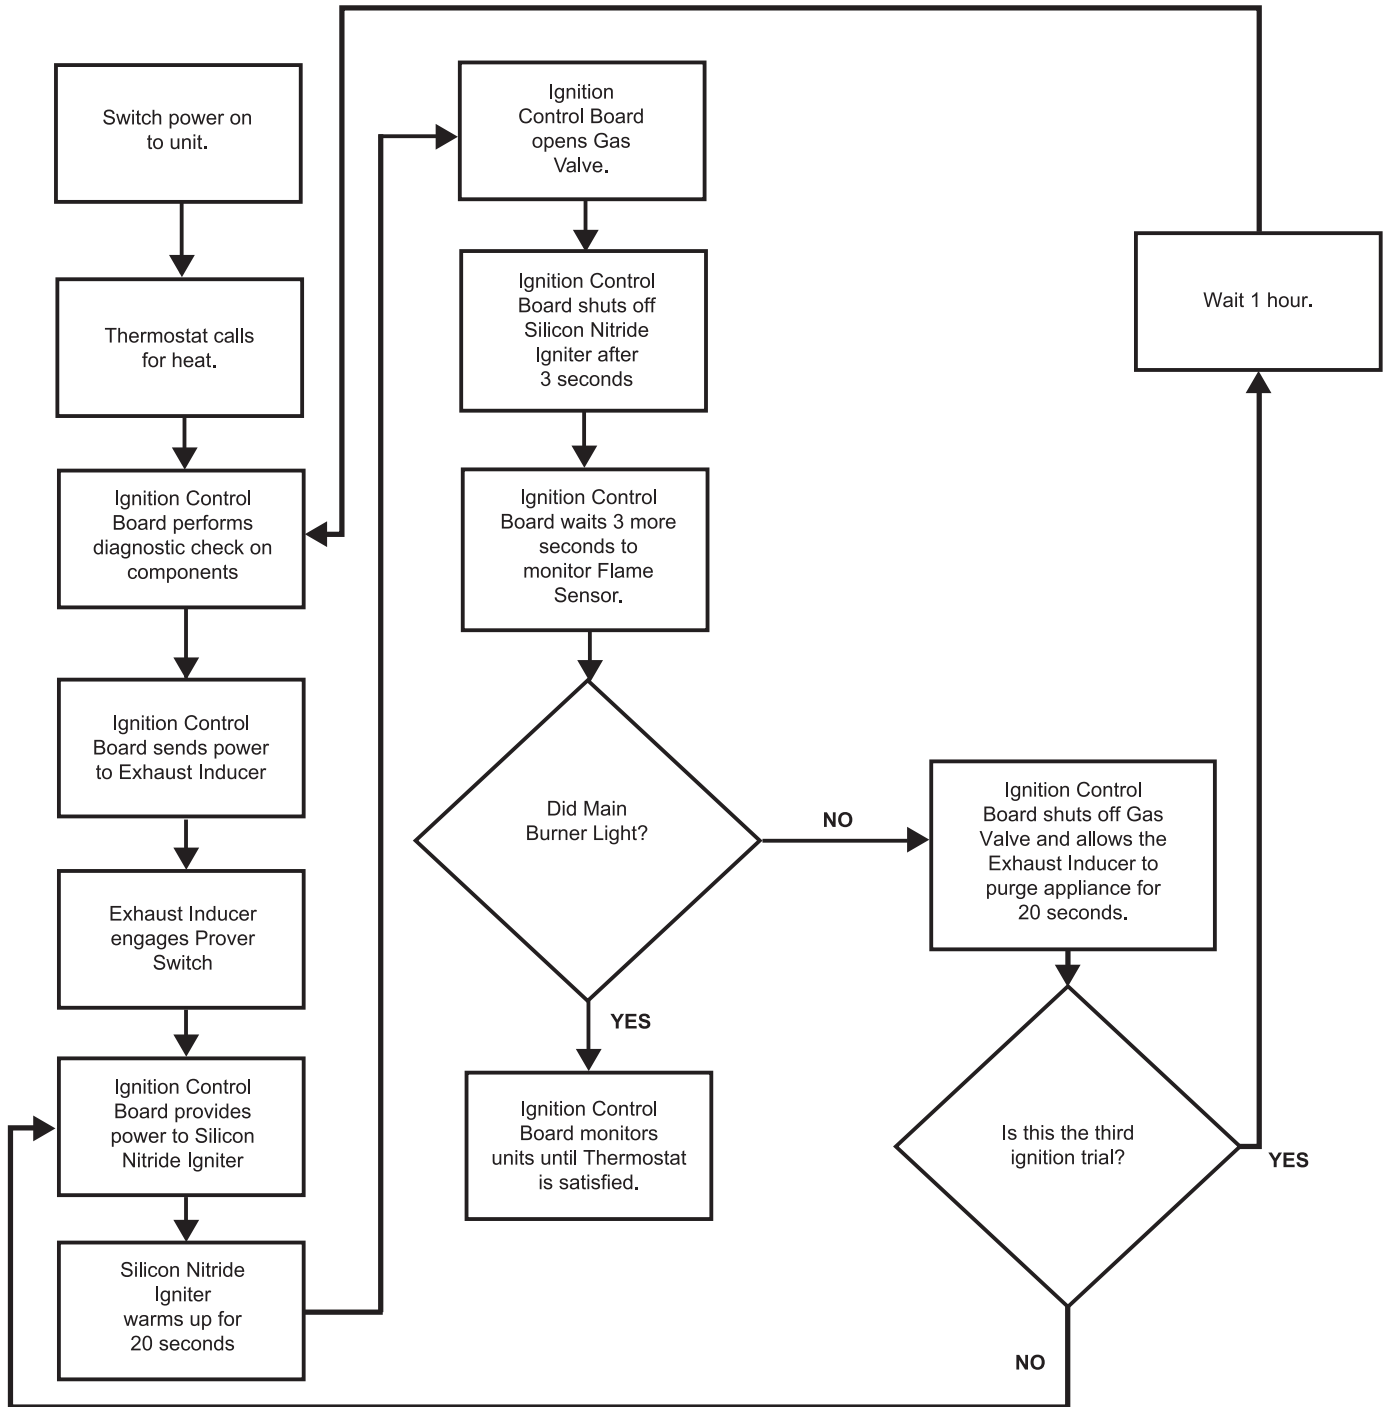 Switch power on
to unit.
Thermostat calls
for heat.
Ignition Control
Board performs
diagnostic check on
components
Ignition Control
Board sends power
to Exhaust Inducer
Exhaust Inducer
engages Prover
Switch
Ignition Control
Board provides
power to Silicon
Nitride Igniter
Silicon Nitride
Igniter
warms up for
20 seconds
Ignition
Control Board
opens Gas
Valve.
Ignition Control
Board shuts off
Silicon Nitride
Igniter after
3 seconds
Ignition Control
Board waits 3 more
seconds to
monitor Flame
Sensor.
Did Main
Burner Light?
NO
YES
Ignition Control
Board monitors
units until Thermostat
is satisfied.
Ignition Control
Board shuts off Gas
Valve and allows the
Exhaust Inducer to
purge appliance for
20 seconds.
Is this the third
ignition trial?
YES
NO
Wait 1 hour.